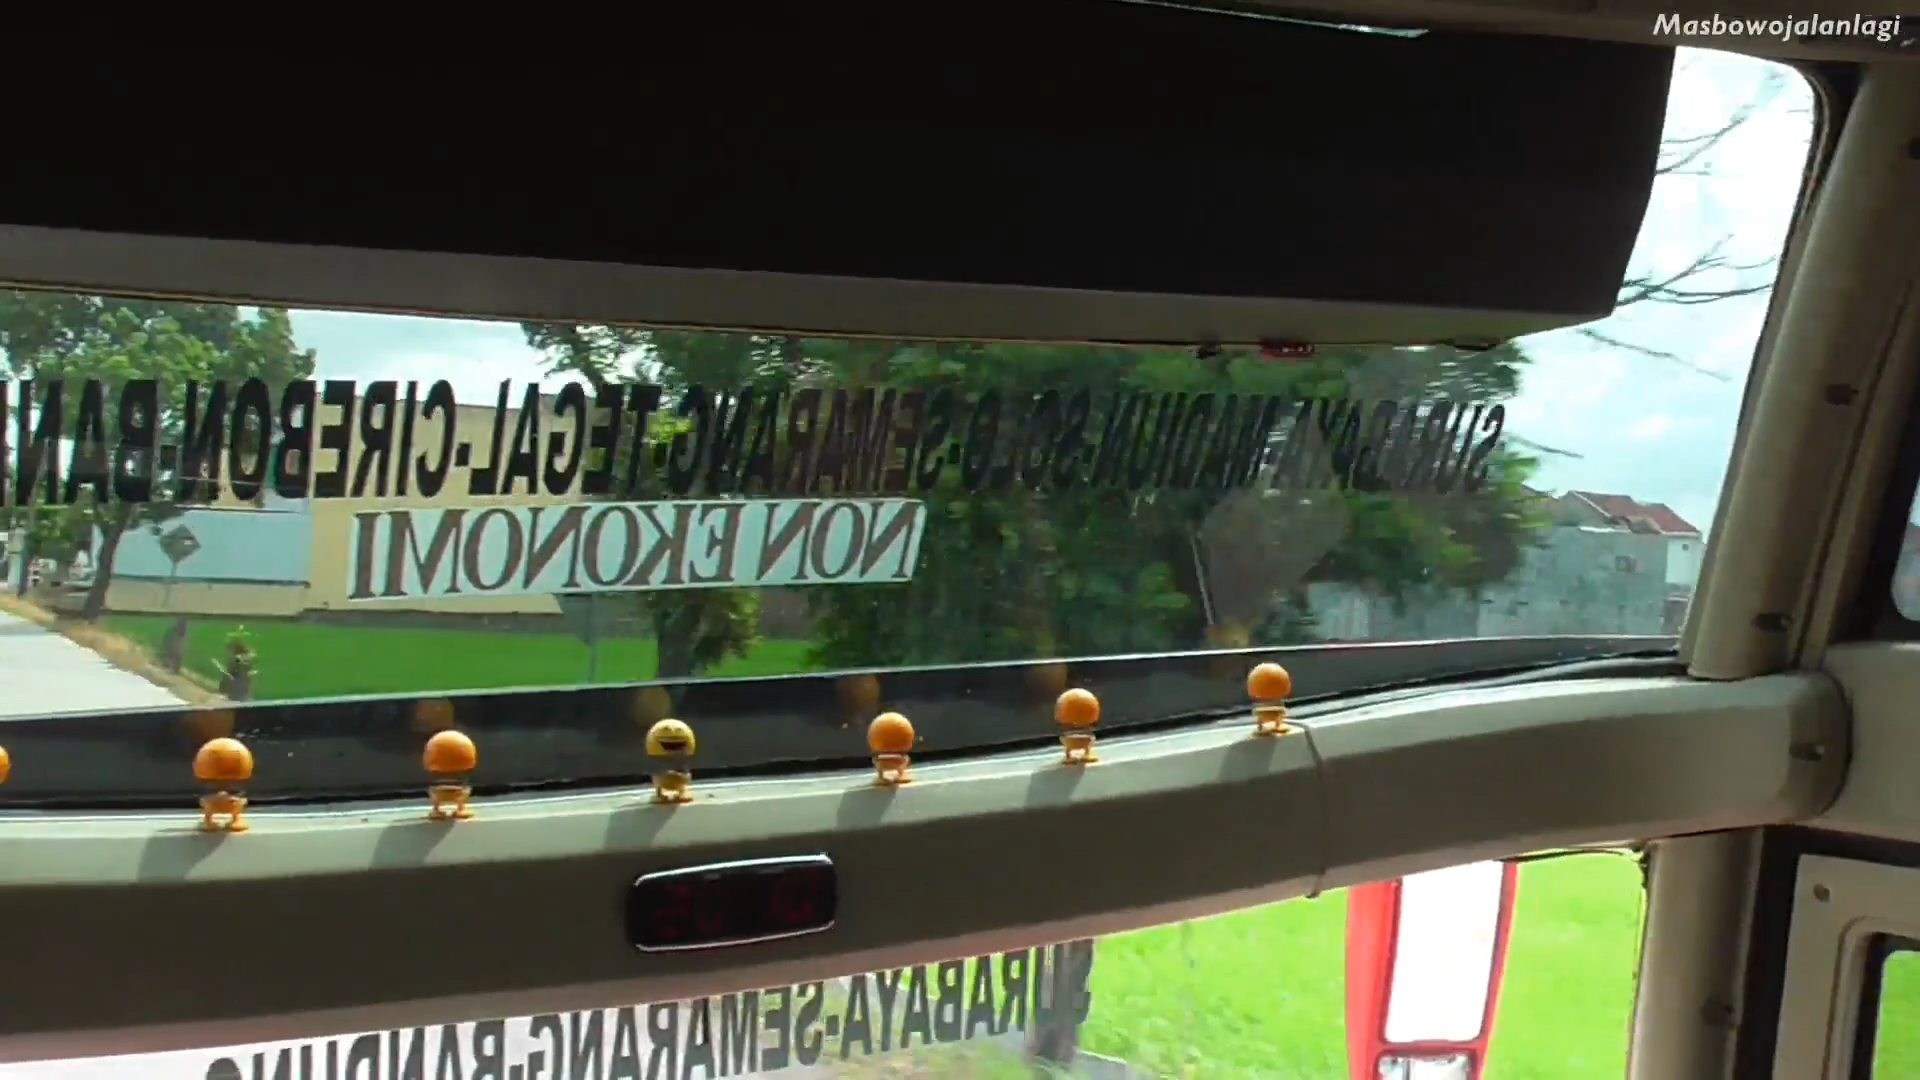 Masbowojalanlagi
SURABAYA-MADIUN-SOLO-SEMARANG-TEGAL-CIREBON-BAN
NON EKONOMI
SURABAYA-SEMARANG-BANDUNG